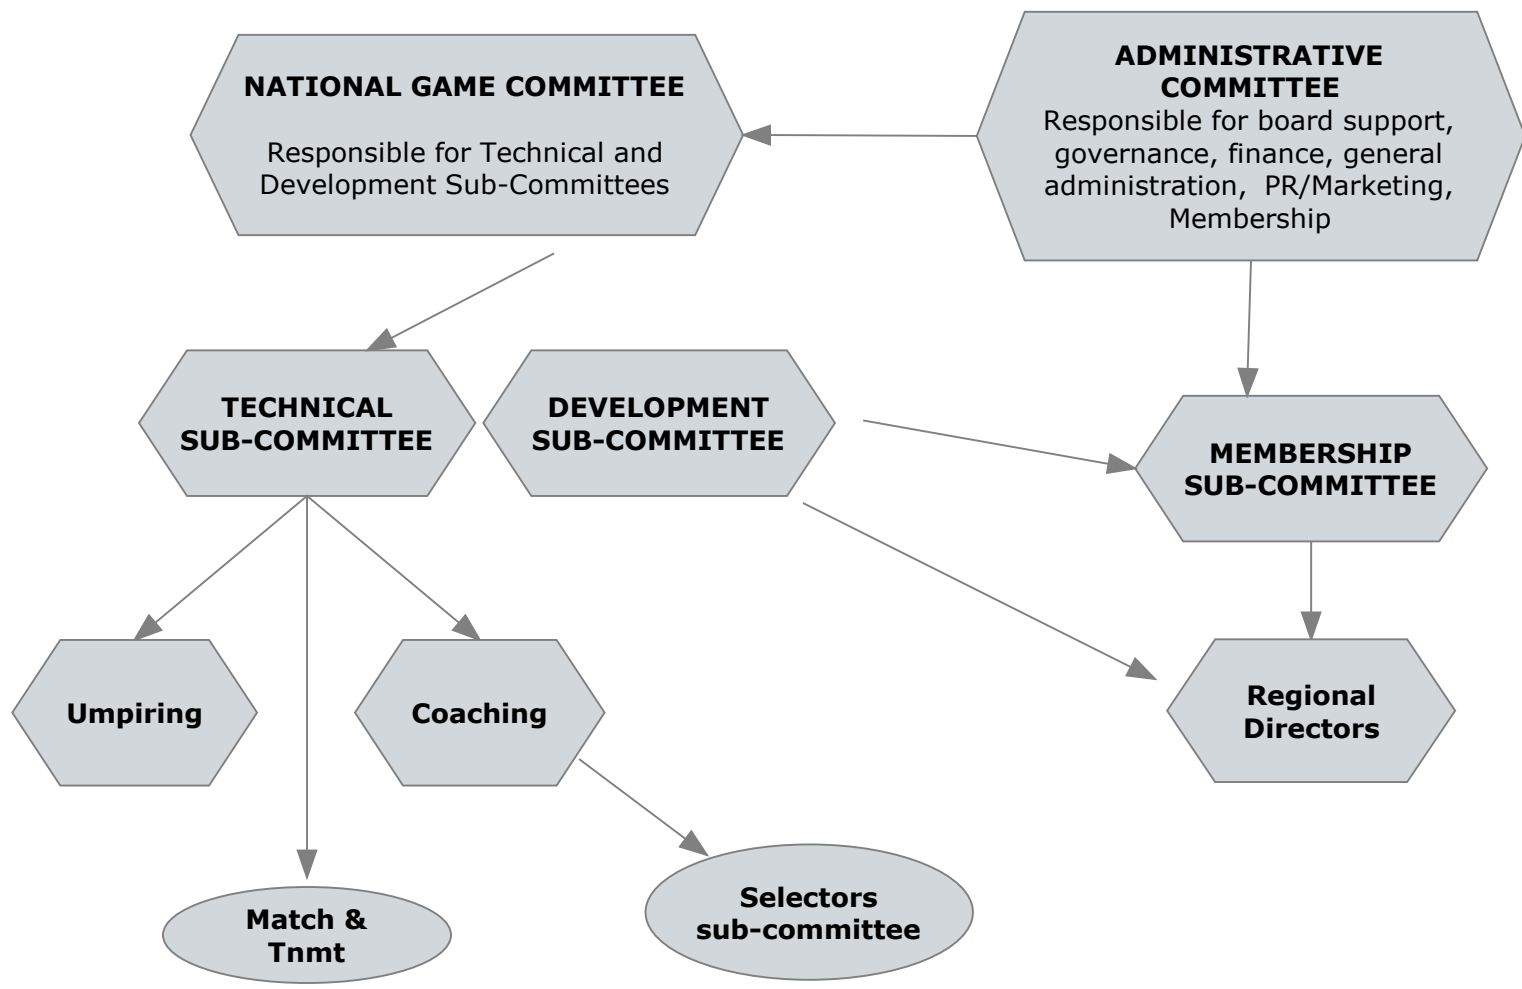 NATIONAL GAME COMMITTEE
Responsible for Technical and
Development Sub-Committees
ADMINISTRATIVE
COMMITTEE
Responsible for board support,
governance, finance, general
administration,  PR/Marketing,
Membership
TECHNICAL
SUB-COMMITTEE
DEVELOPMENT
SUB-COMMITTEE
MEMBERSHIP
SUB-COMMITTEE
Umpiring
Coaching
Regional
Directors
Match &
Tnmt
Selectors
sub-committee